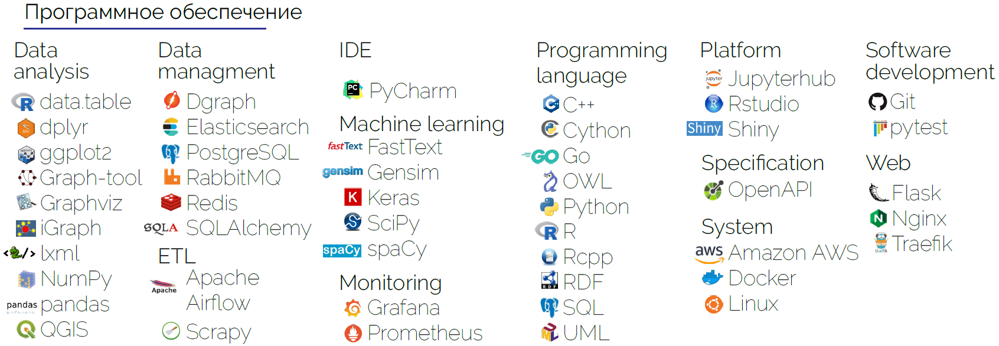 Программное обеспечение
Data
analysis
data.table
dplyr
ggplot2
Graph-tool
Graphviz
iGraph
lxml
NumPy
pandas pandas
QGIS
Data
managment
Dgraph
Elasticsearch
PostgreSQL
RabbitMQ
Redis
SQLA SQLAlchemy
ETL
Apache Apache
Airflow
Scrapy
IDE
PC PyCharm
Machine learning
fastText FastText
gensim Gensim
K Keras
SciPy
spaCy spaCy
Monitoring
Grafana
Prometheus
Programming
language
C++
Cython
GO Go
OWL
Python
R
Rcpp
RDF RDF
SQL
UML UML
Platform
jupyter Jupyterhub
R Rstudio
Shiny Shiny
Specification
OpenAPI
System
aws Amazon AWS
Docker
Linux
Software
development
Git
pytest
Web
Flask
N Nginx
træfik Traefik